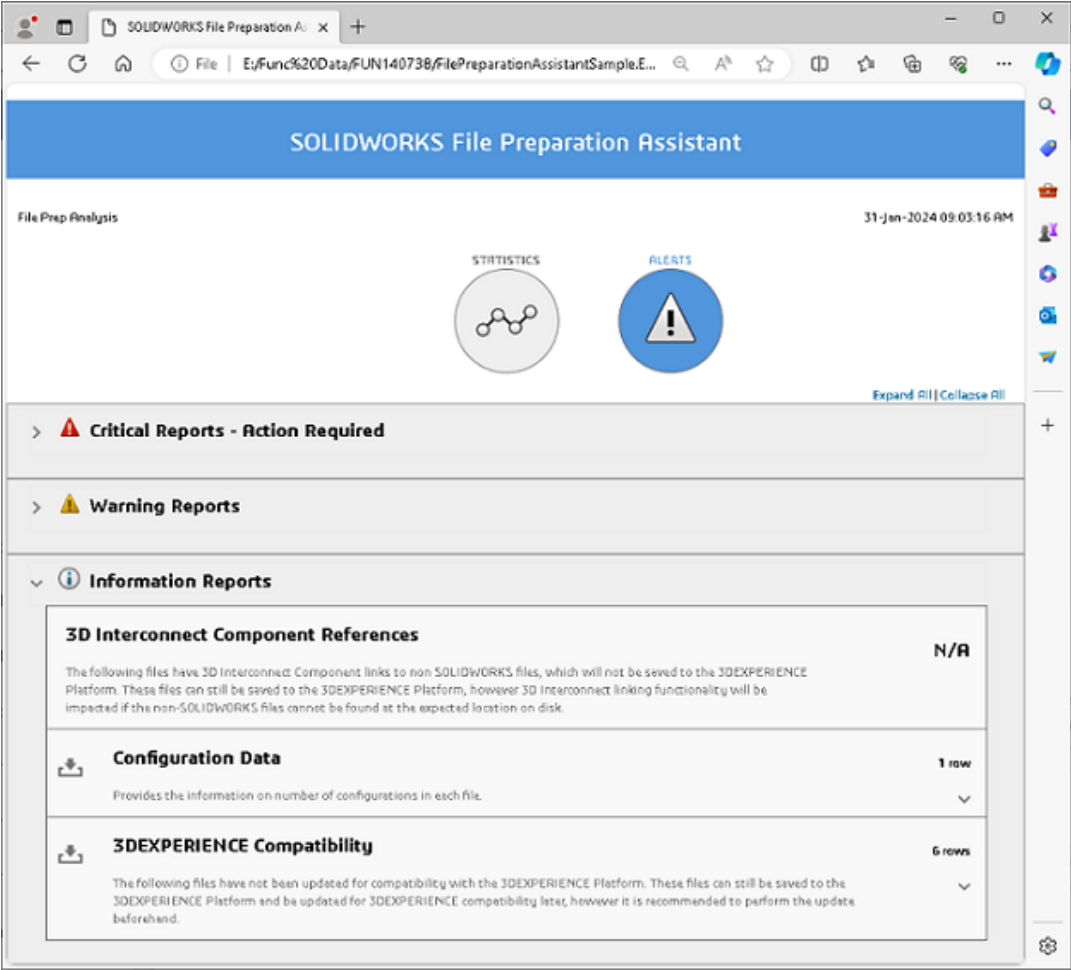 SOLIDWORKS File Preparation As
File
E:/Func%20Data/FUN140738/FilePreparationAssistantSample.E...
SOLIDWORKS File Preparation Assistant
File Prep Analysis
31-Jan-2024 09:03:16 AM
STATISTICS
ALERTS
Expand All | Collapse All
Critical Reports - Action Required
Warning Reports
Information Reports
3D Interconnect Component References
N/A
The following files have 3D Interconnect Component links to non SOLIDWORKS files, which will not be saved to the 3DEXPERIENCE
Platform. These files can still be saved to the 3DEXPERIENCE Platform, however 3D Interconnect linking functionality will be
impacted if the non-SOLIDWORKS files cannot be found at the expected location on disk.
Configuration Data
1 row
Provides the information on number of configurations in each file.
3DEXPERIENCE Compatibility
6 rows
The following files have not been updated for compatibility with the 3DEXPERIENCE Platform. These files can still be saved to the
3DEXPERIENCE Platform and be updated for 3DEXPERIENCE compatibility later, however it is recommended to perform the update
beforehand.